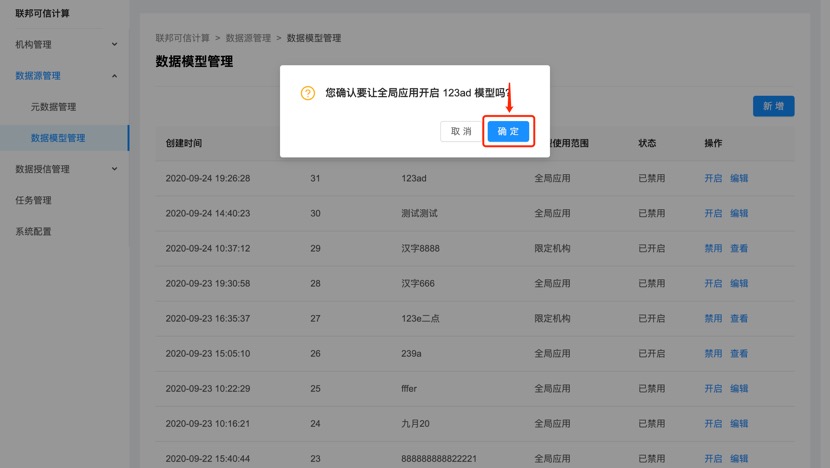 联邦可信计算
机构管理
数据源管理
元数据管理
数据模型管理
数据授信管理
任务管理
系统配置
联邦可信计算 > 数据源管理 > 数据模型管理
数据模型管理
您确认要让全局应用开启 123ad 模型吗?
取 消
确 定
新 增
创建时间 使用范围 状态 操作
2020-09-24 19:26:28 31 123ad 全局应用 已禁用 开启 编辑
2020-09-24 14:40:23 30 测试测试 全局应用 已禁用 开启 编辑
2020-09-24 10:37:12 29 汉字8888 限定机构 已开启 禁用 查看
2020-09-23 19:30:58 28 汉字666 全局应用 已禁用 开启 编辑
2020-09-23 16:35:37 27 123e二点 限定机构 已开启 禁用 查看
2020-09-23 15:05:10 26 239a 全局应用 已开启 禁用 查看
2020-09-23 10:22:29 25 fffer 全局应用 已禁用 开启 编辑
2020-09-23 10:16:21 24 九月20 全局应用 已禁用 开启 编辑
2020-09-22 15:40:44 23 888888888822221 全局应用 已禁用 开启 编辑